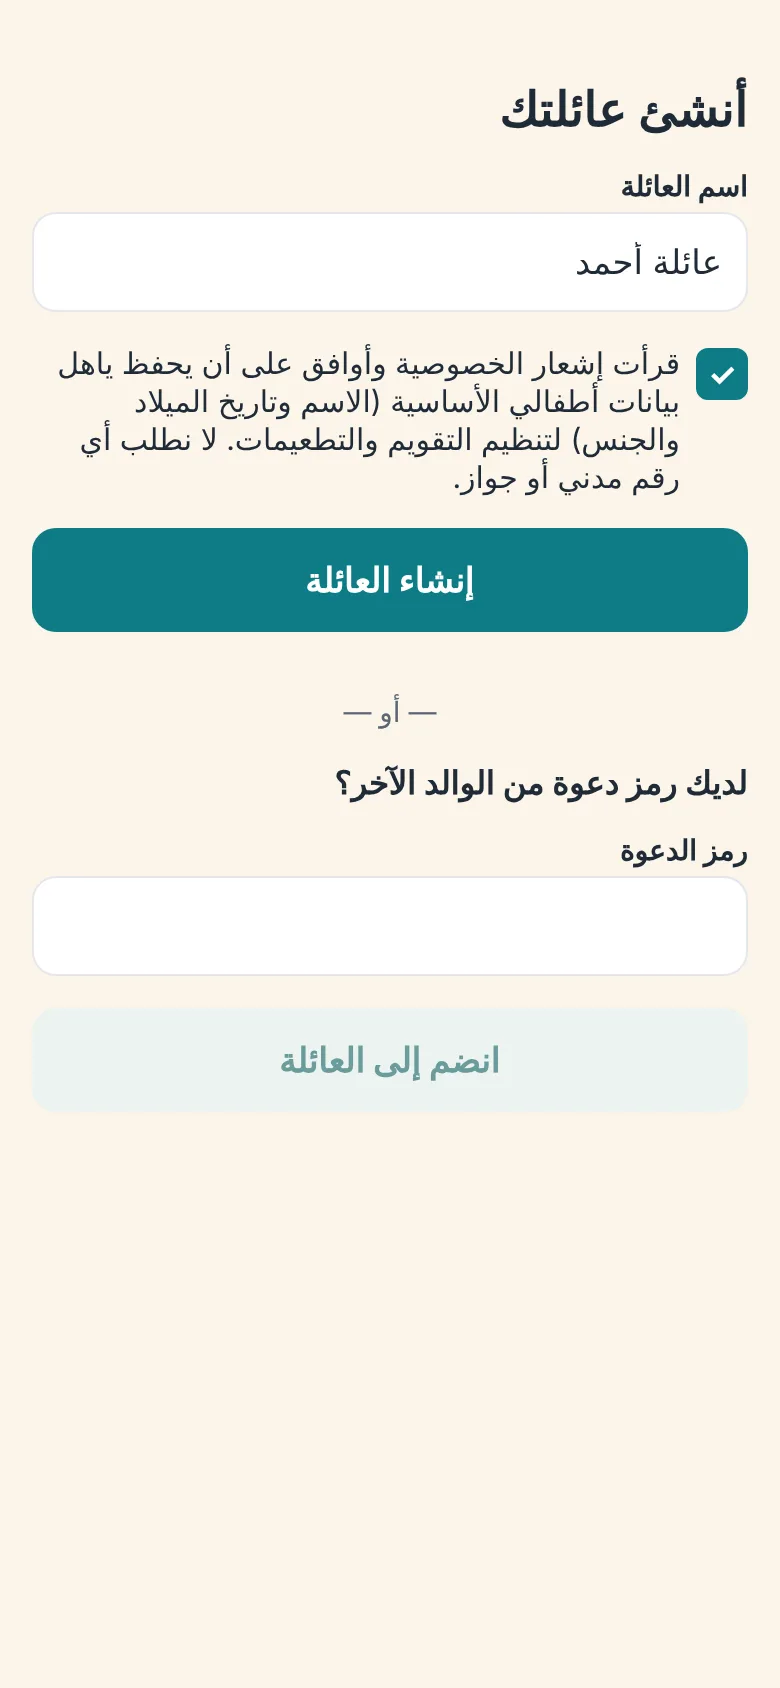 أنشئ عائلتك
اسم العائلة
عائلة أحمد
قرأت إشعار الخصوصية وأوافق على أن يحفظ ياهل
بيانات أطفالي الأساسية (الاسم وتاريخ الميلاد
والجنس) لتنظيم التقويم والتطعيمات. لا نطلب أي
رقم مدني أو جواز.
إنشاء العائلة
— أو —
لديك رمز دعوة من الوالد الآخر؟
رمز الدعوة
انضم إلى العائلة